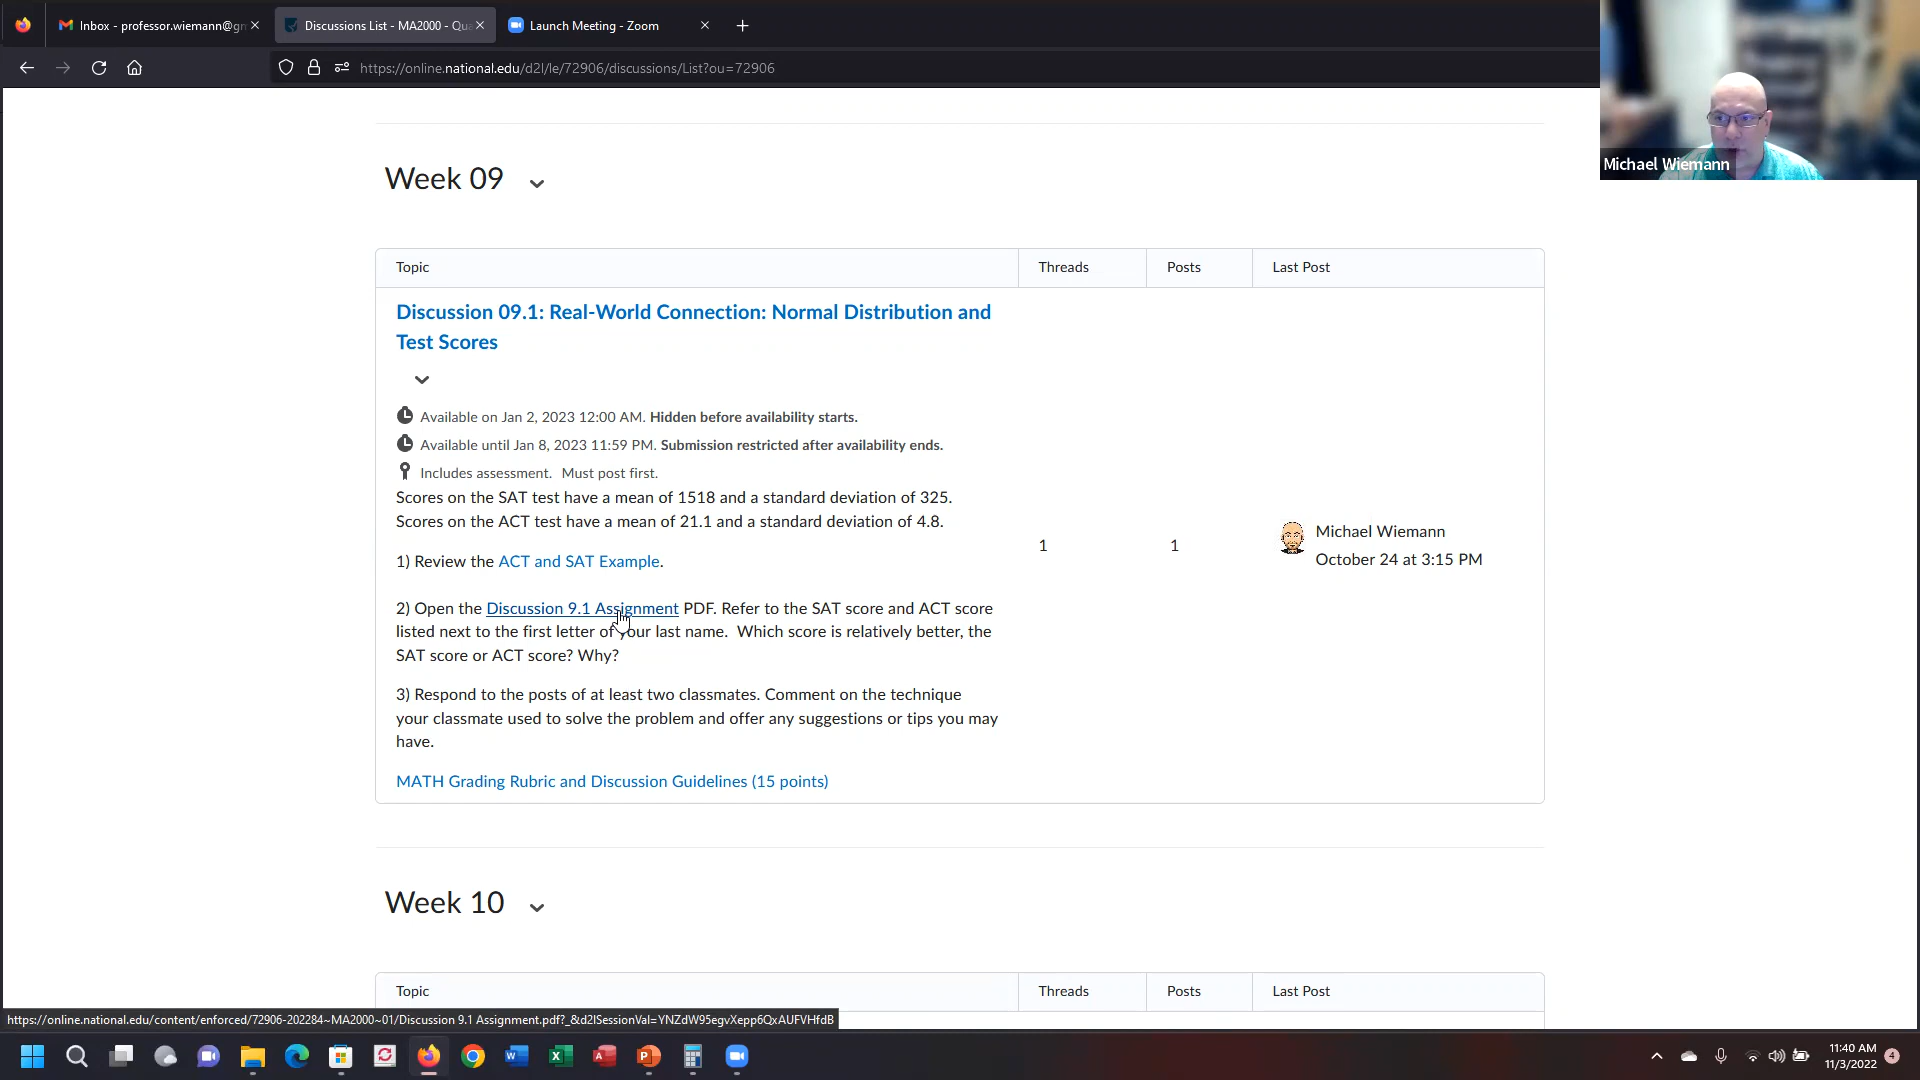 Inbox - professor.wiemann@gm
Discussions List - MA2000 - Qua
Launch Meeting - Zoom
https://online.national.edu/d2l/le/72906/discussions/List?ou=72906
Michael Wiemann
Week 09
Topic
Threads
Posts
Last Post
Discussion 09.1: Real-World Connection: Normal Distribution and
Test Scores
Available on Jan 2, 2023 12:00 AM. Hidden before availability starts.
Available until Jan 8, 2023 11:59 PM. Submission restricted after availability ends.
Includes assessment. Must post first.
Scores on the SAT test have a mean of 1518 and a standard deviation of 325.
Scores on the ACT test have a mean of 21.1 and a standard deviation of 4.8.
1) Review the ACT and SAT Example.
2) Open the Discussion 9.1 Assignment PDF. Refer to the SAT score and ACT score
listed next to the first letter of your last name. Which score is relatively better, the
SAT score or ACT score? Why?
3) Respond to the posts of at least two classmates. Comment on the technique
your classmate used to solve the problem and offer any suggestions or tips you may
have.
MATH Grading Rubric and Discussion Guidelines (15 points)
1
1
Michael Wiemann
October 24 at 3:15 PM
Week 10
Topic
Threads
Posts
Last Post
https://online.national.edu/content/enforced/72906-202284~MA2000~01/Discussion 9.1 Assignment.pdf?_&d2lSessionVal=YNZdW95egvXepp6QxAUFVHfdB
11:40 AM
11/3/2022
4